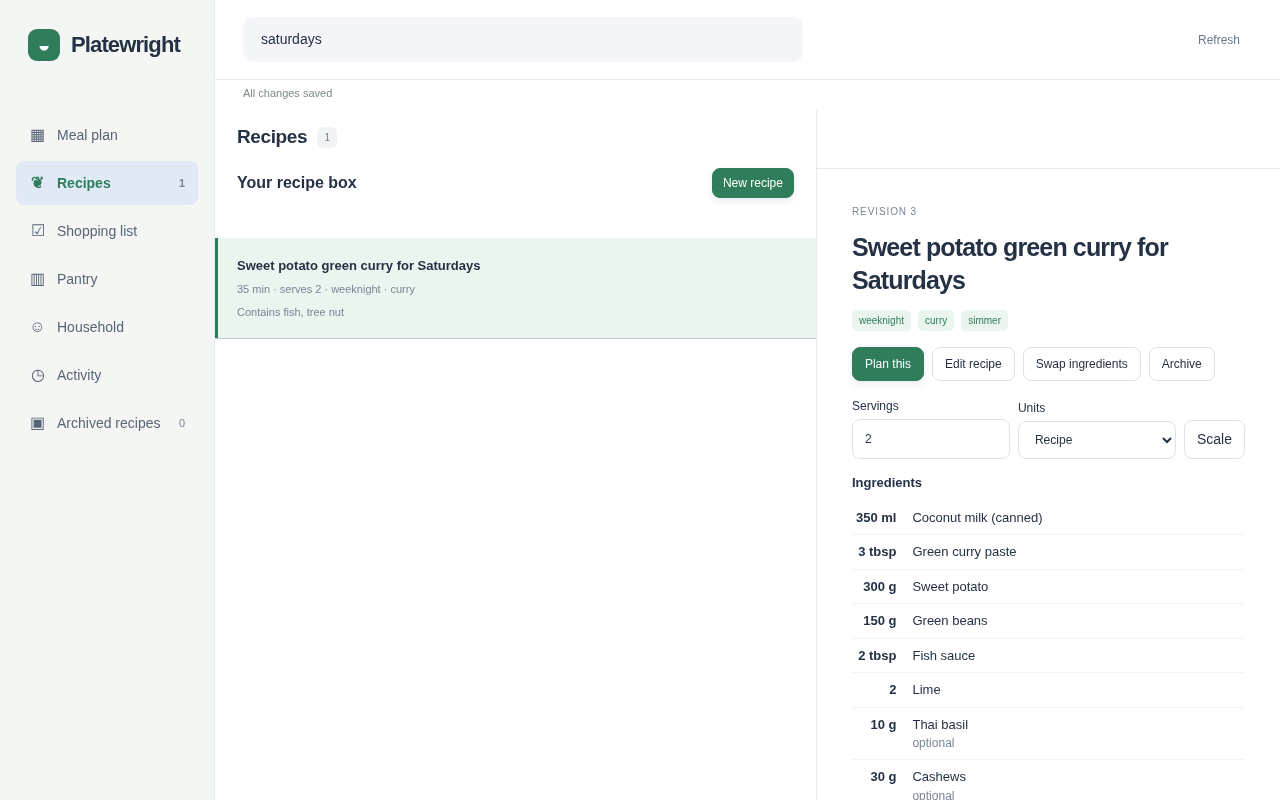 Platewright
saturdays
Refresh
All changes saved
Meal plan
Recipes 1
Shopping list
Pantry
Household
Activity
Archived recipes 0
Recipes 1
Your recipe box
New recipe
Sweet potato green curry for Saturdays
35 min · serves 2 · weeknight · curry
Contains fish, tree nut
REVISION 3
Sweet potato green curry for
Saturdays
weeknight curry simmer
Plan this Edit recipe Swap ingredients Archive
Servings Units
2 Recipe Scale
Ingredients
350 ml Coconut milk (canned)
3 tbsp Green curry paste
300 g Sweet potato
150 g Green beans
2 tbsp Fish sauce
2 Lime
10 g Thai basil
optional
30 g Cashews
optional